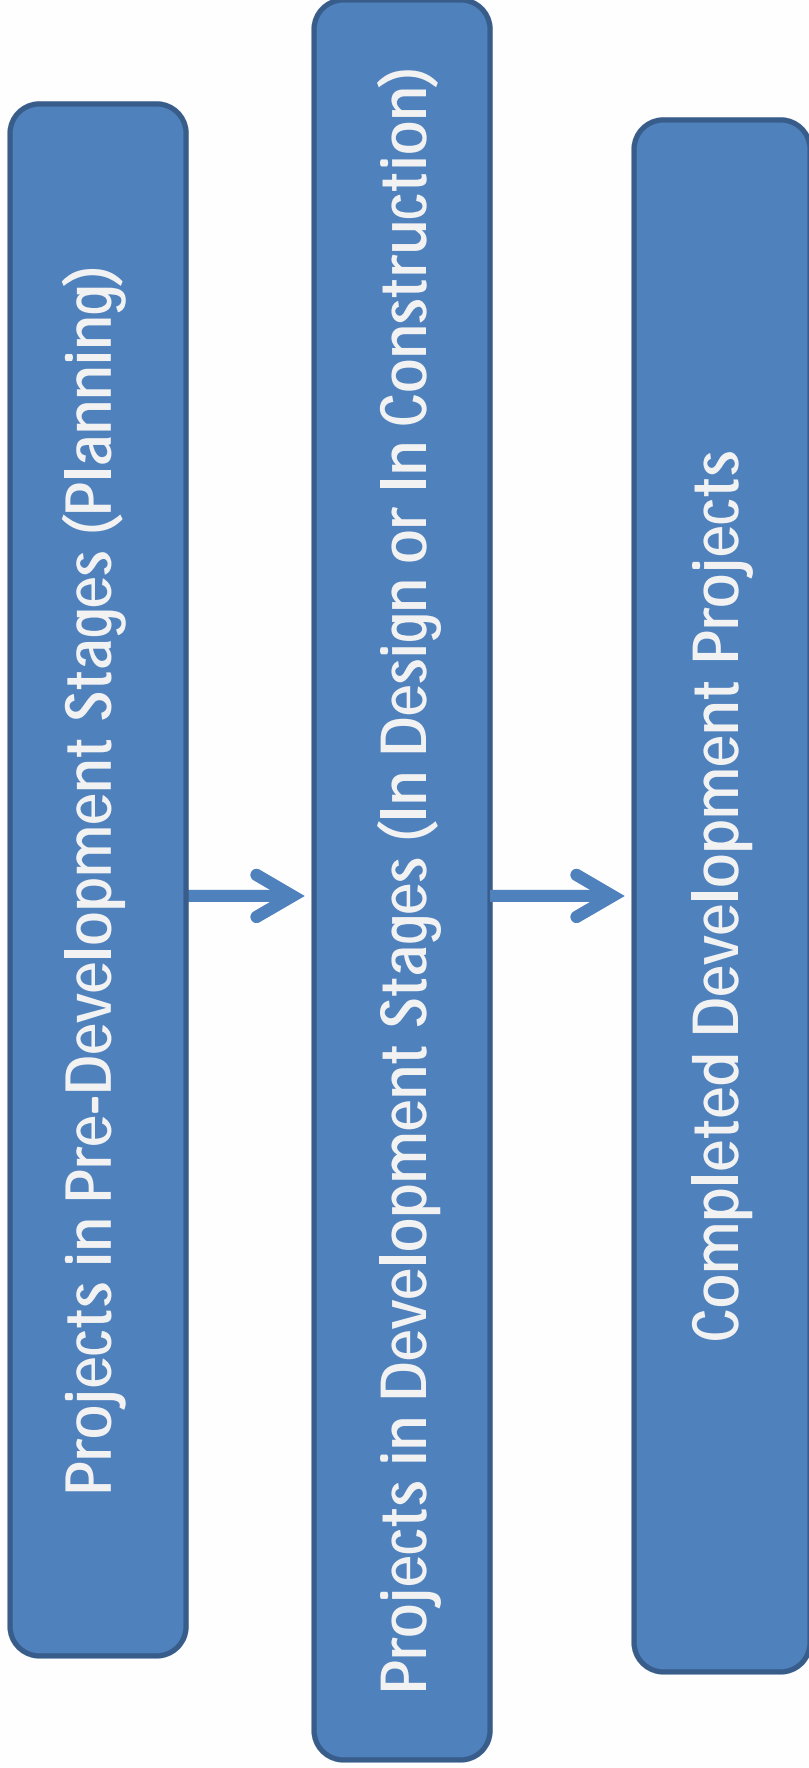 Projects in Pre-Development Stages (Planning)
Projects in Development Stages (In Design or In Construction)
Completed Development Projects